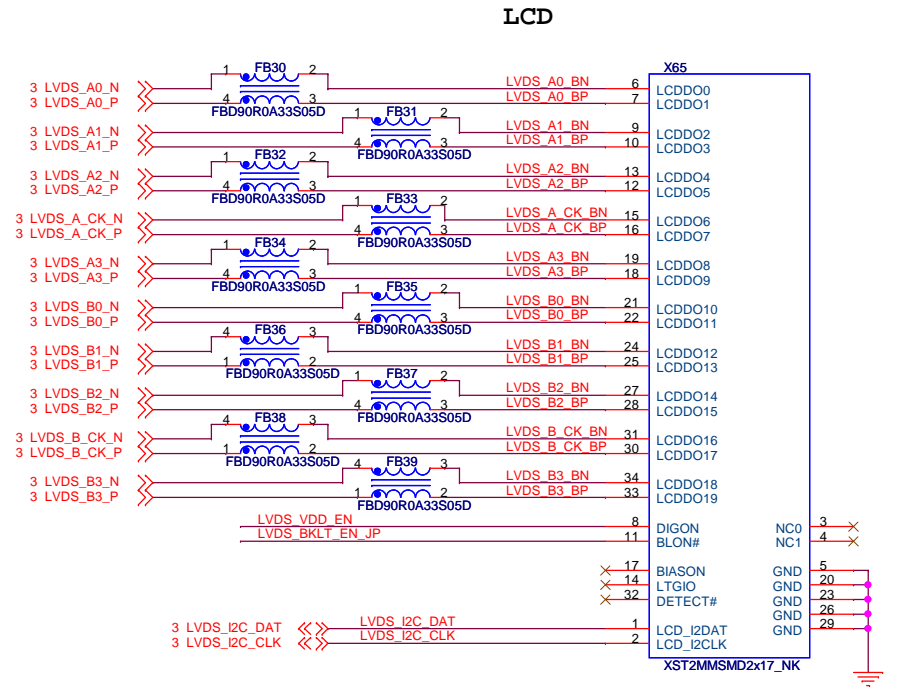 LCD
X65
1 FB30 2
3 LVDS_A0_N LVDS_A0_BN 6 LCDDO0
3 LVDS_A0_P 4 3 LVDS_A0_BP 7 LCDDO1
FBD90R0A33S05D
1 FB31 2
3 LVDS_A1_N LVDS_A1_BN 9 LCDDO2
3 LVDS_A1_P 4 3 LVDS_A1_BP 10 LCDDO3
FBD90R0A33S05D
1 FB32 2
3 LVDS_A2_N LVDS_A2_BN 13 LCDDO4
3 LVDS_A2_P 4 3 LVDS_A2_BP 12 LCDDO5
FBD90R0A33S05D
1 FB33 2
3 LVDS_A_CK_N LVDS_A_CK_BN 15 LCDDO6
3 LVDS_A_CK_P 4 3 LVDS_A_CK_BP 16 LCDDO7
FBD90R0A33S05D
1 FB34 2
3 LVDS_A3_N LVDS_A3_BN 19 LCDDO8
3 LVDS_A3_P 4 3 LVDS_A3_BP 18 LCDDO9
FBD90R0A33S05D
1 FB35 2
3 LVDS_B0_N LVDS_B0_BN 21 LCDDO10
3 LVDS_B0_P 4 3 LVDS_B0_BP 22 LCDDO11
FBD90R0A33S05D
4 FB36 3
3 LVDS_B1_N LVDS_B1_BN 24 LCDDO12
3 LVDS_B1_P 1 2 LVDS_B1_BP 25 LCDDO13
FBD90R0A33S05D
1 FB37 2
3 LVDS_B2_N LVDS_B2_BN 27 LCDDO14
3 LVDS_B2_P 4 3 LVDS_B2_BP 28 LCDDO15
FBD90R0A33S05D
4 FB38 3
3 LVDS_B_CK_N LVDS_B_CK_BN 31 LCDDO16
3 LVDS_B_CK_P 1 2 LVDS_B_CK_BP 30 LCDDO17
FBD90R0A33S05D
4 FB39 3
3 LVDS_B3_N LVDS_B3_BN 34 LCDDO18
3 LVDS_B3_P 1 2 LVDS_B3_BP 33 LCDDO19
FBD90R0A33S05D
LVDS_VDD_EN 8 DIGON NC0 3
LVDS_BKLT_EN_JP 11 BLON# NC1 4
17 BIASON GND 5
14 LTGIO GND 20
32 DETECT# GND 23
GND 26
GND 29
3 LVDS_I2C_DAT LVDS_I2C_DAT 1 LCD_I2DAT
3 LVDS_I2C_CLK LVDS_I2C_CLK 2 LCD_I2CLK
XST2MMSMD2x17_NK